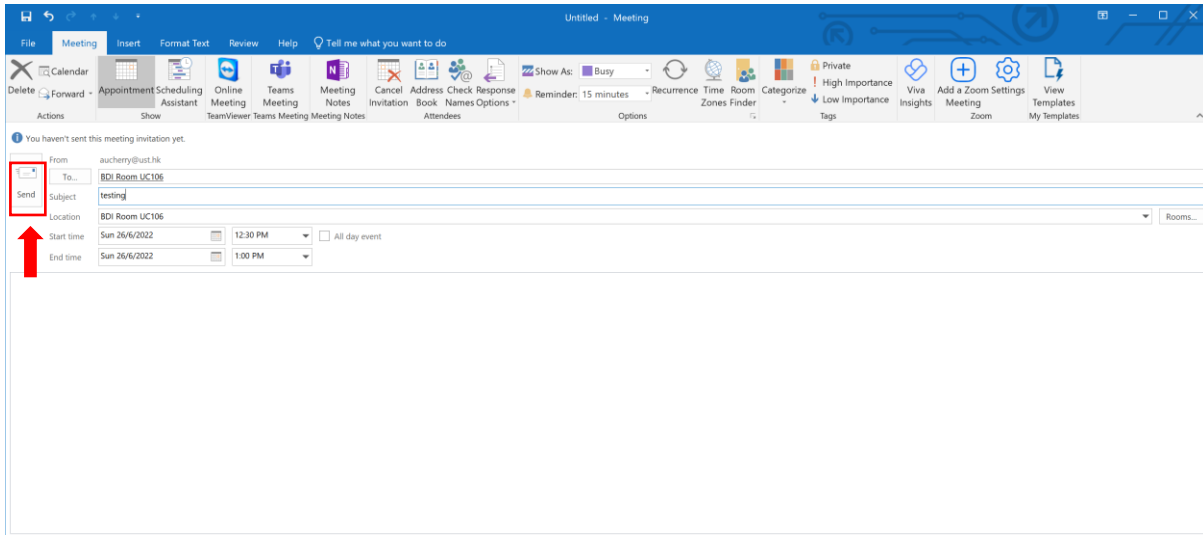 Untitled - Meeting
File Meeting Insert Format Text Review Help Tell me what you want to do
Delete
Calendar
Forward
Actions
Appointment
Scheduling Assistant
Show
Online Meeting
TeamViewer
Teams Meeting
Teams Meeting
Meeting Notes
Meeting Notes
Cancel Invitation
Address Book
Check Names
Response Options
Attendees
Show As: Busy
Reminder: 15 minutes
Recurrence
Time Zones
Room Finder
Options
Categorize
Private
High Importance
Low Importance
Tags
Viva Insights
Add a Zoom Meeting
Settings
Zoom
View Templates
My Templates
You haven't sent this meeting invitation yet.
Send
From aucherry@ust.hk
To... BDI Room UC106
Subject testing
Location BDI Room UC106 Rooms...
Start time Sun 26/6/2022 12:30 PM All day event
End time Sun 26/6/2022 1:00 PM